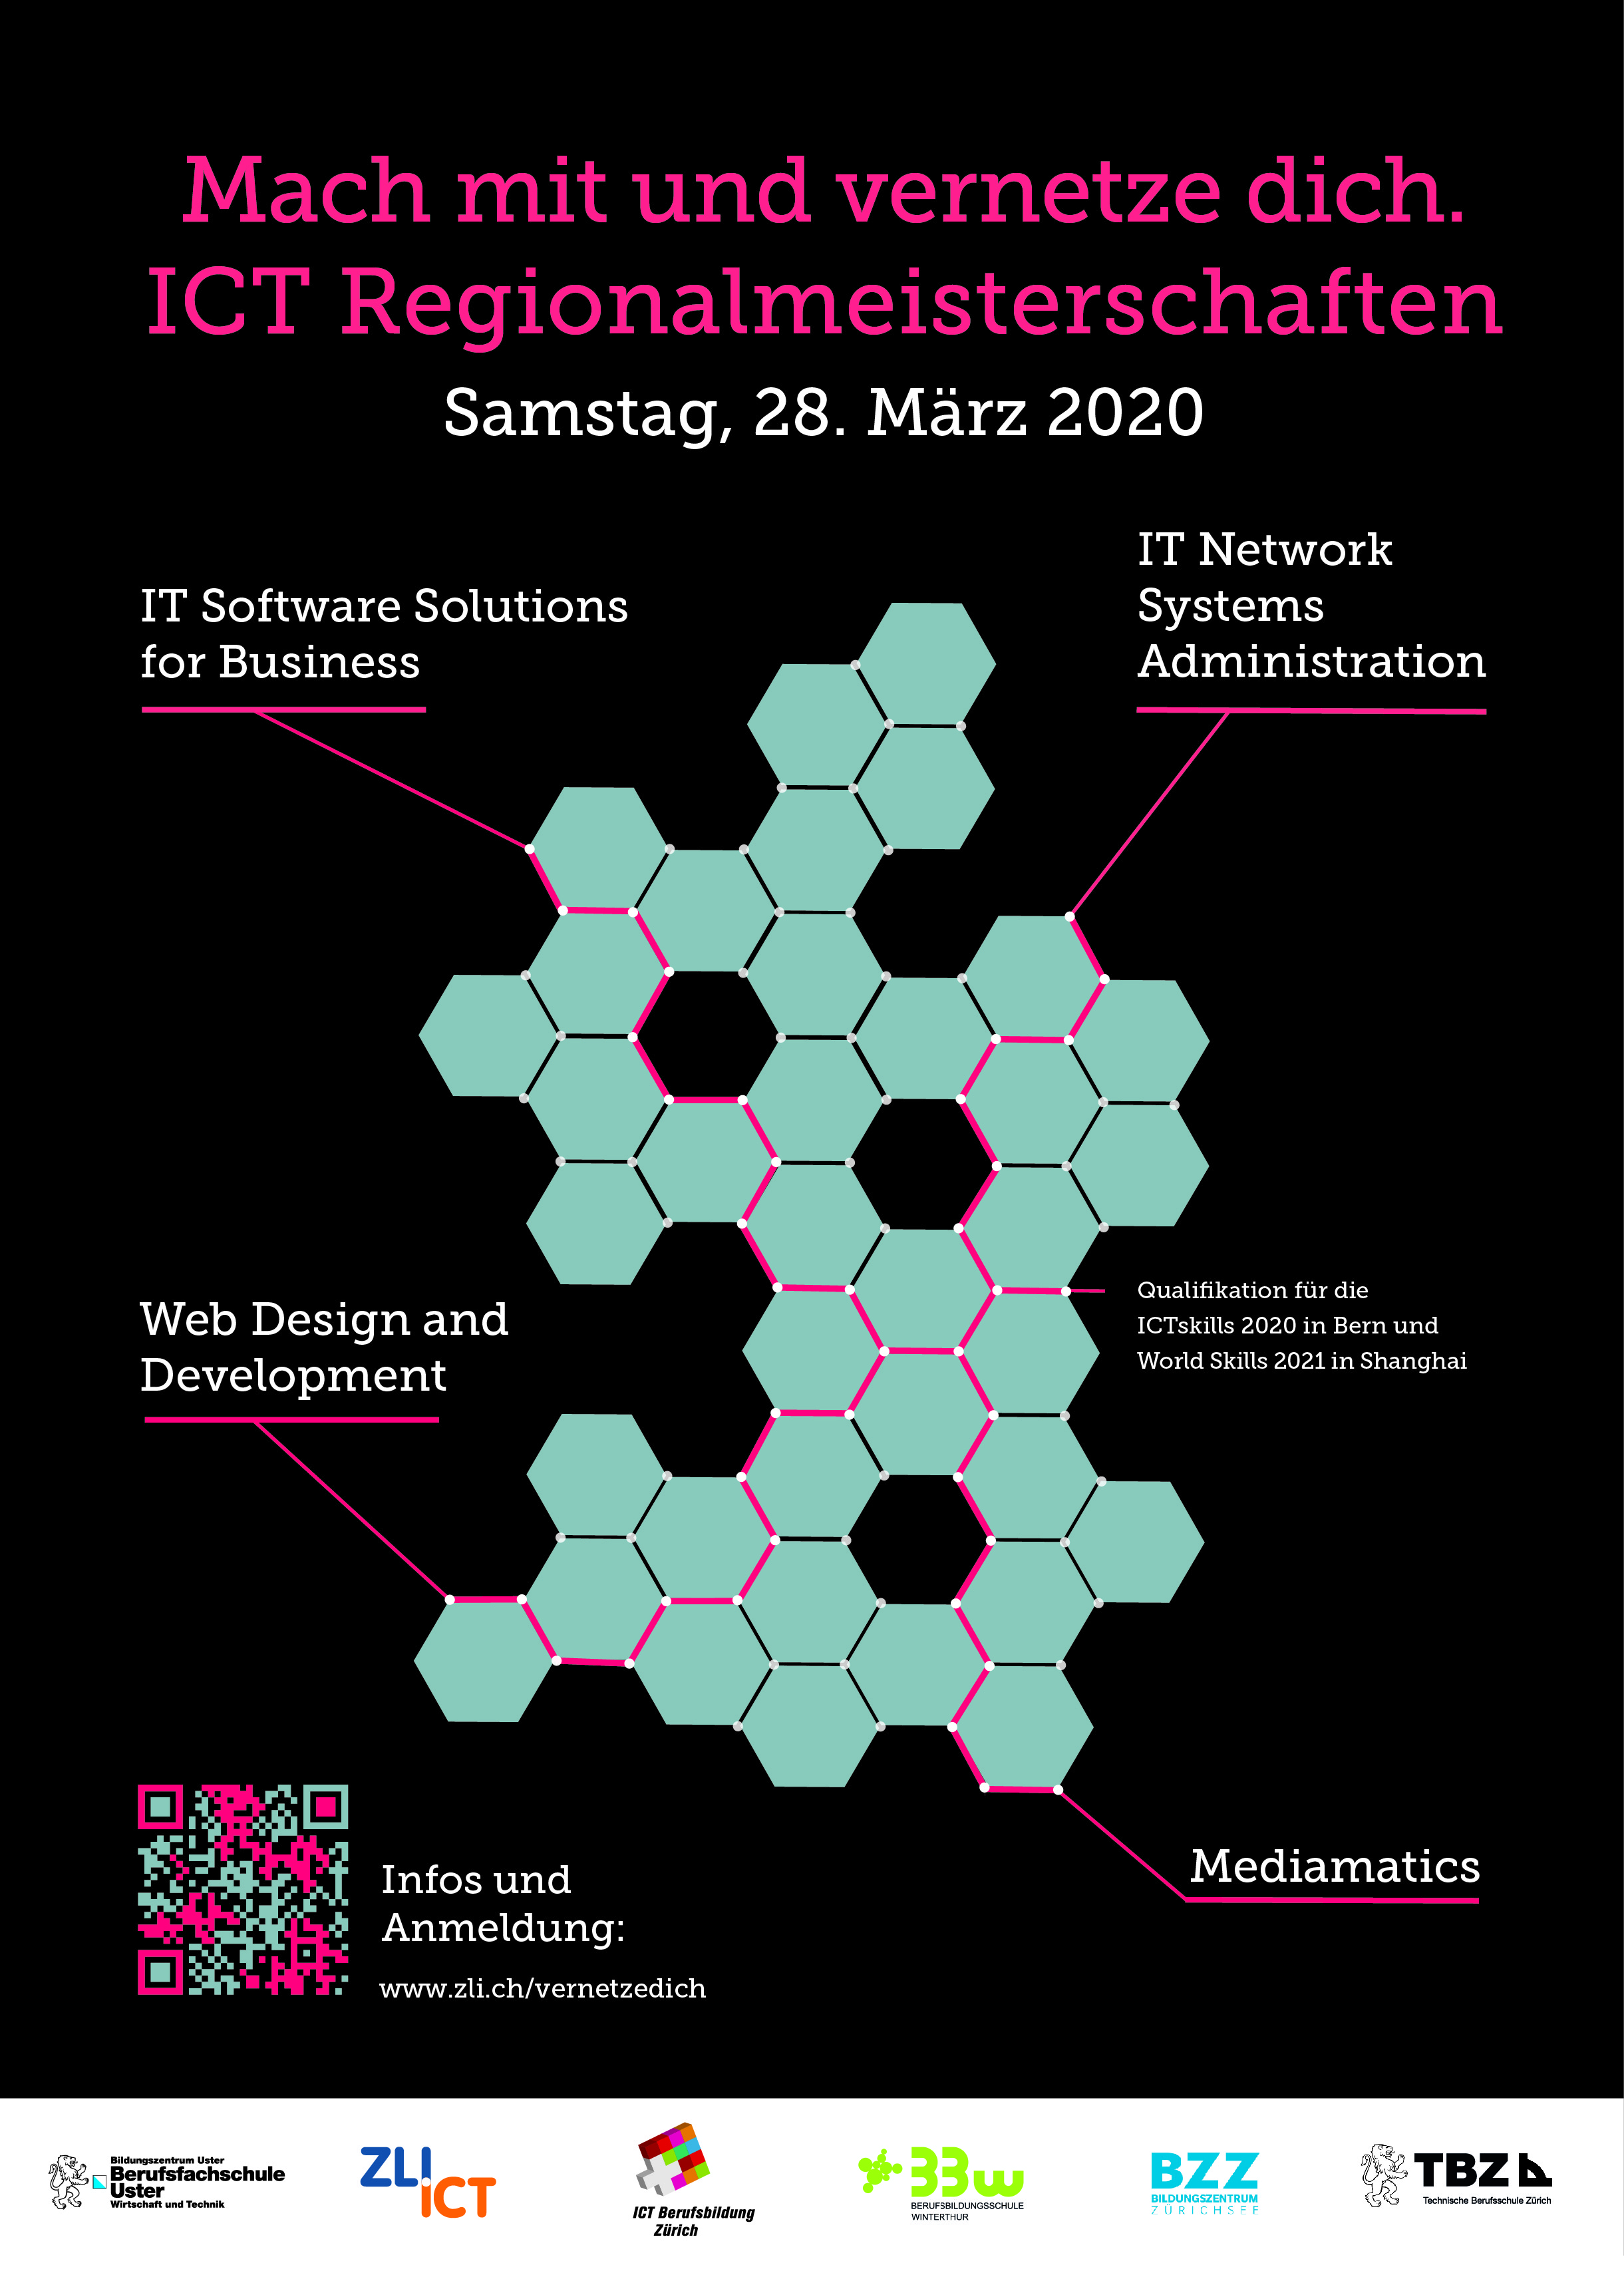 Mach mit und vernetze dich.
ICT Regionalmeisterschaften
Samstag, 28. März 2020
IT Software Solutions
for Business
IT Network
Systems
Administration
Web Design and
Development
Qualifikation für die
ICTskills 2020 in Bern und
World Skills 2021 in Shanghai
Mediamatics
Infos und
Anmeldung:
www.zli.ch/vernetzedich
Bildungszentrum Uster
Berufsfachschule
Uster
Wirtschaft und Technik
ZLI
ICT
ICT Berufsbildung
Zürich
BBw
BERUFSBILDUNGSSCHULE
WINTERTHUR
BZZ
BILDUNGSZENTRUM
ZÜRICHSEE
TBZ
Technische Berufsschule Zürich